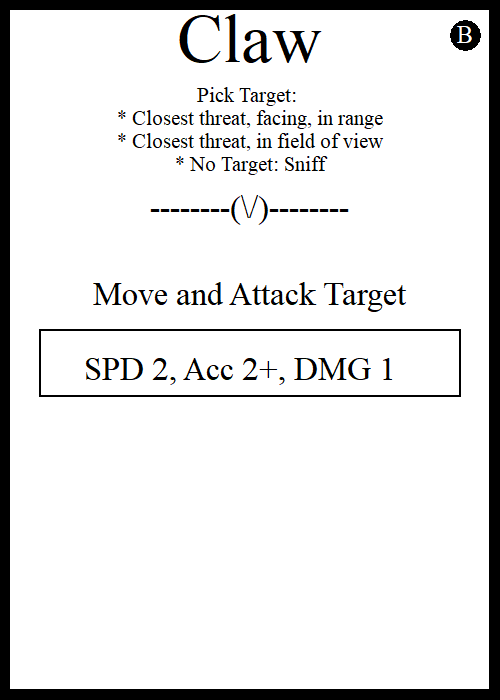 Claw
B
Pick Target:
* Closest threat, facing, in range
* Closest threat, in field of view
* No Target: Sniff
--------(\/)--------
Move and Attack Target
SPD 2, Acc 2+, DMG 1